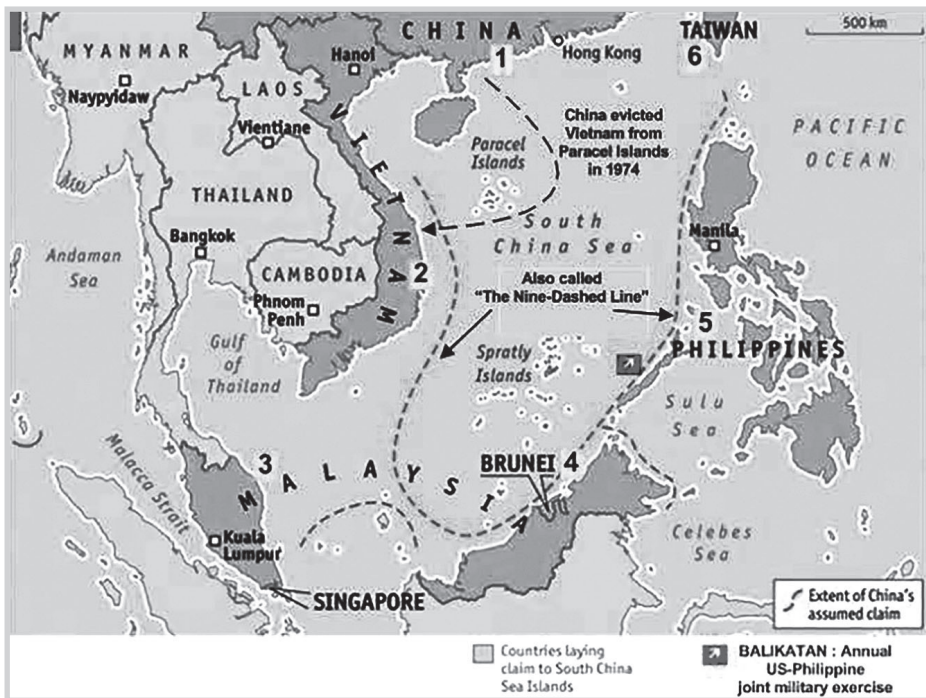 CHINA
TAIWAN
500 km
MYANMAR
Hanoi
1
Hong Kong
6
Naypyidaw
LAOS
China evicted
Vietnam from
Paracel Islands
in 1974
PACIFIC
OCEAN
Vientiane
Paracel
Islands
VIETNAM
THAILAND
South
China Sea
Manila
Andaman
Sea
Bangkok
CAMBODIA
2
Also called
"The Nine-Dashed Line"
Phnom
Penh
5
PHILIPPINES
Gulf
of
Thailand
Spratly
Islands
Sulu
Sea
Malacca Strait
3
MALAYSIA
BRUNEI
4
Kuala
Lumpur
Celebes
Sea
SINGAPORE
Extent of China's
assumed claim
Countries laying
claim to South China
Sea Islands
BALIKATAN : Annual
US-Philippine
joint military exercise